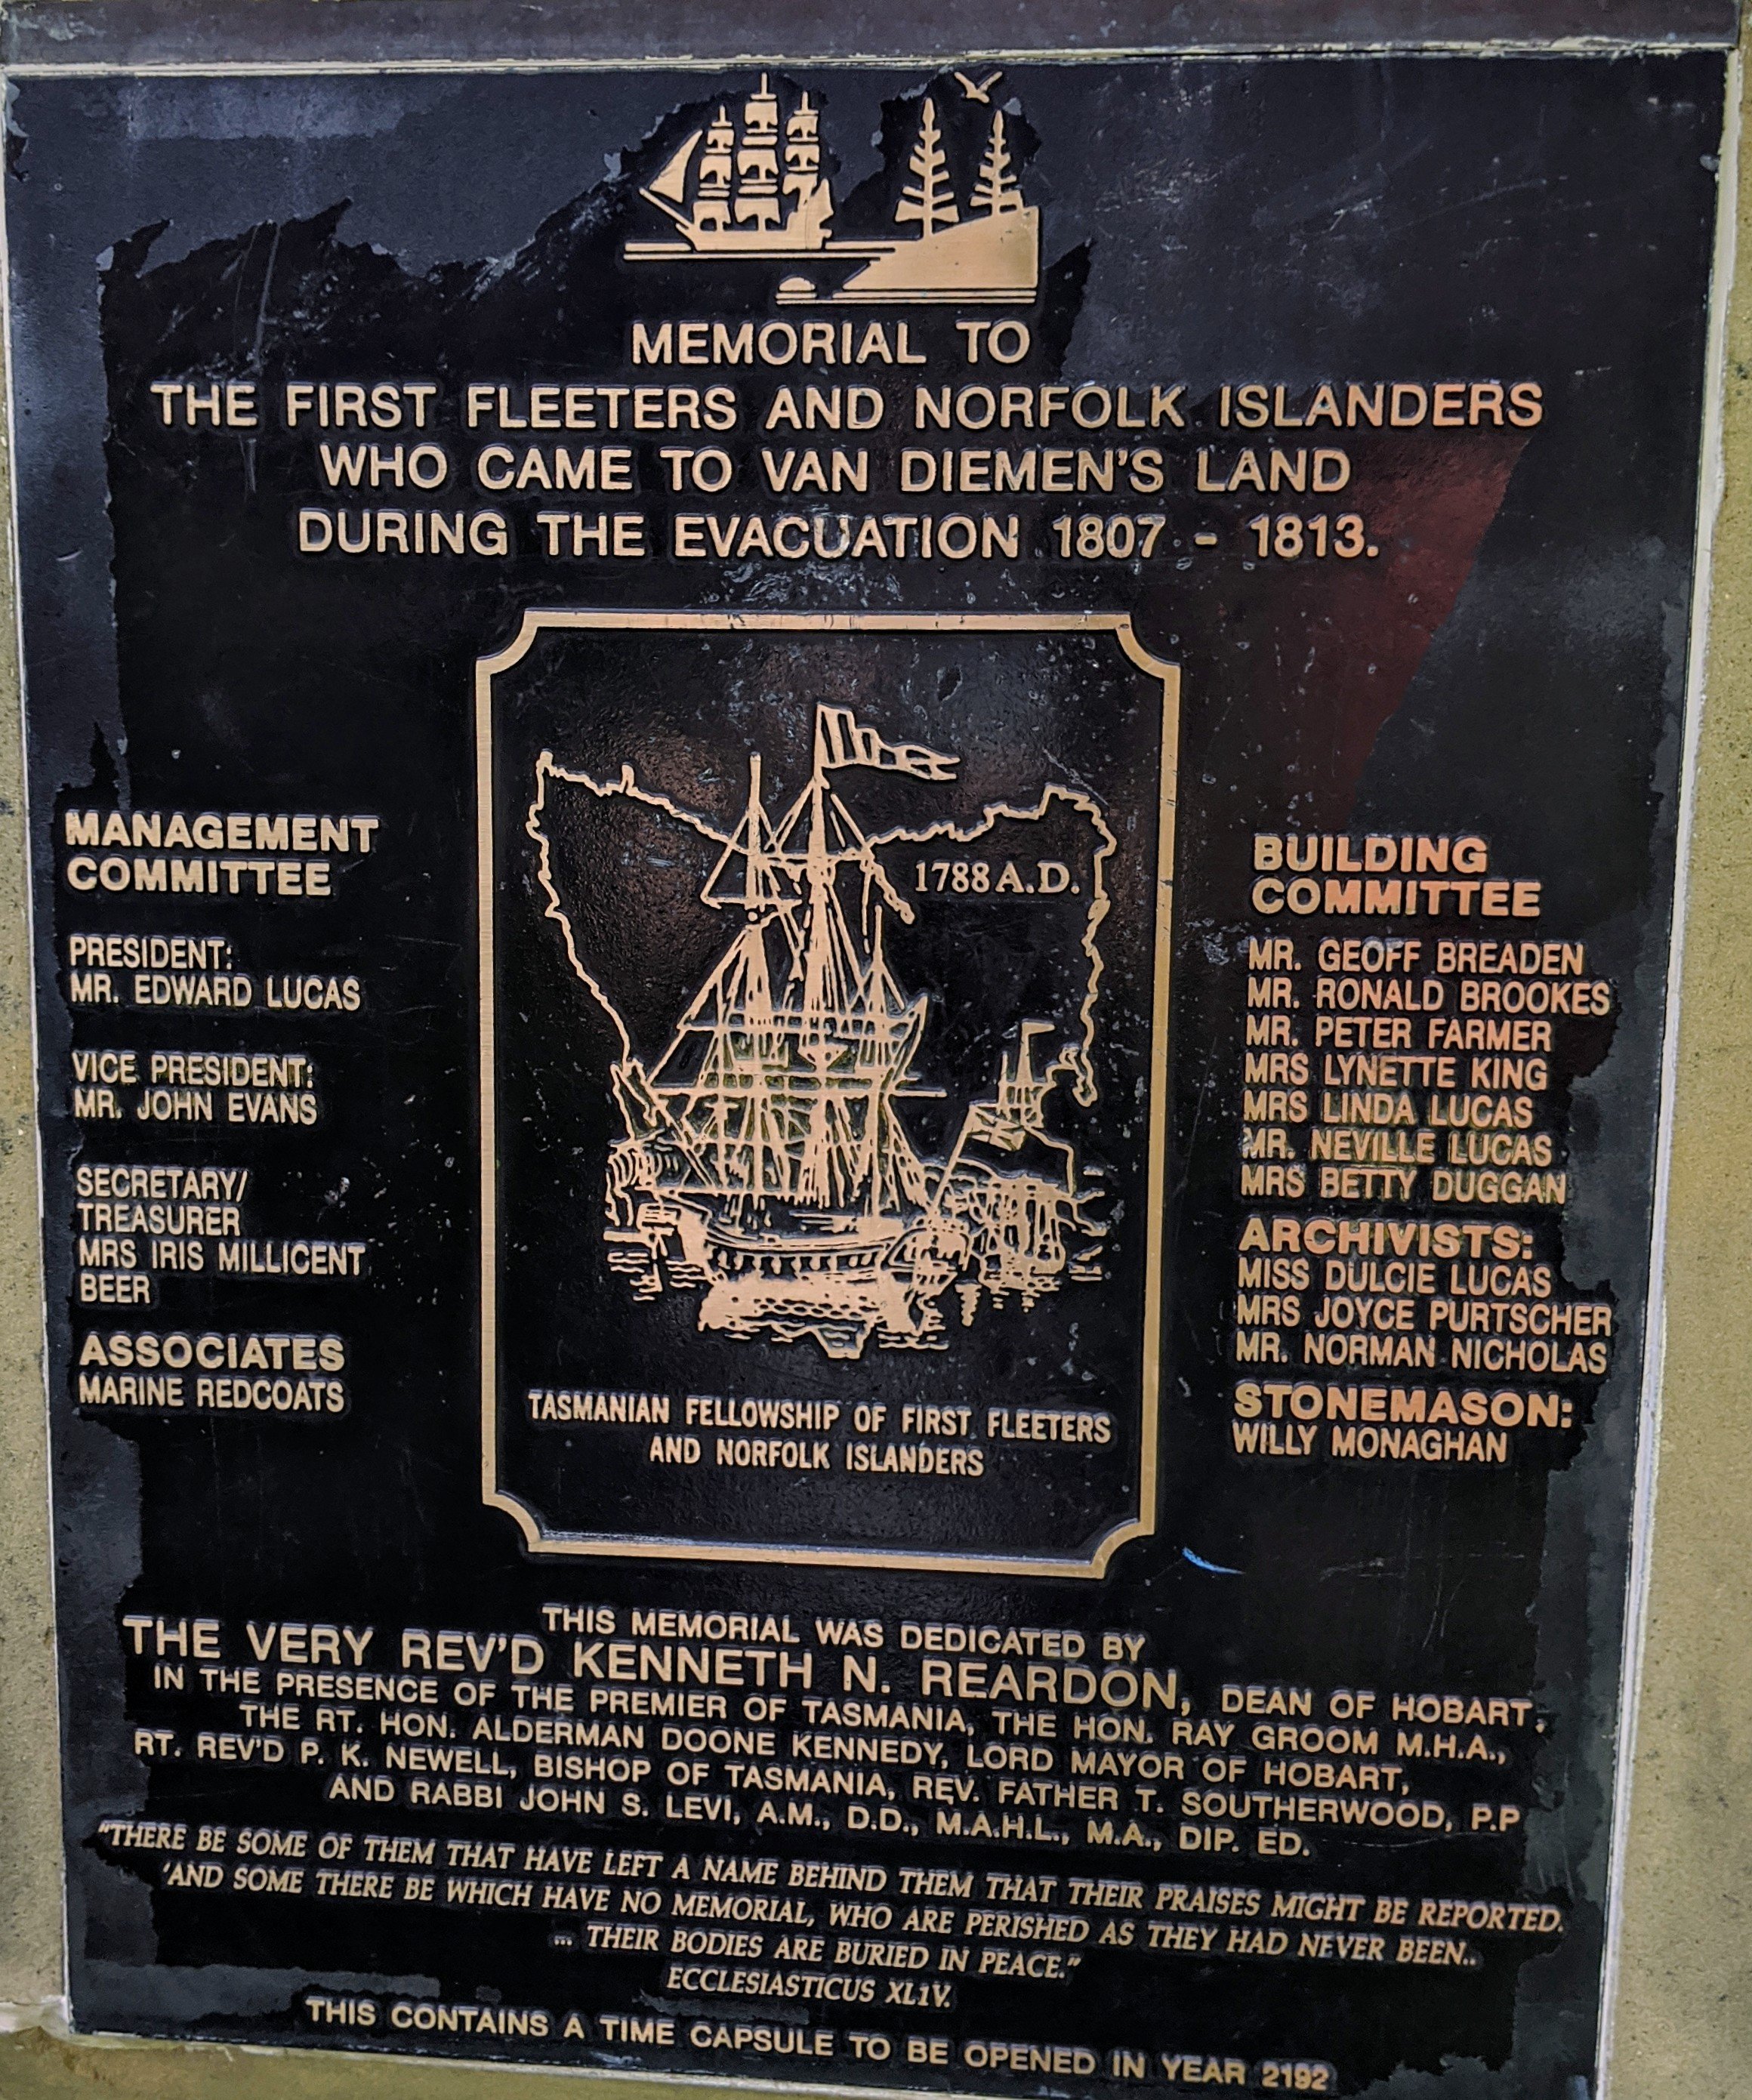 MEMORIAL TO
THE FIRST FLEETERS AND NORFOLK ISLANDERS
WHO CAME TO VAN DIEMEN'S LAND
DURING THE EVACUATION 1807 - 1813.
MANAGEMENT
COMMITTEE
PRESIDENT:
MR. EDWARD LUCAS
VICE PRESIDENT:
MR. JOHN EVANS
SECRETARY/
TREASURER
MRS IRIS MILLICENT
BEER
ASSOCIATES
MARINE REDCOATS
1788 A.D.
TASMANIAN FELLOWSHIP OF FIRST FLEETERS
AND NORFOLK ISLANDERS
BUILDING
COMMITTEE
MR. GEOFF BREADEN
MR. RONALD BROOKES
MR. PETER FARMER
MRS LYNETTE KING
MRS LINDA LUCAS
MR. NEVILLE LUCAS
MRS BETTY DUGGAN
ARCHIVISTS:
MISS DULCIE LUCAS
MRS JOYCE PURTSCHER
MR. NORMAN NICHOLAS
STONEMASON:
WILLY MONAGHAN
THIS MEMORIAL WAS DEDICATED BY
THE VERY REV'D KENNETH N. REARDON, DEAN OF HOBART,
IN THE PRESENCE OF THE PREMIER OF TASMANIA, THE HON. RAY GROOM M.H.A.,
THE RT. HON. ALDERMAN DOONE KENNEDY, LORD MAYOR OF HOBART,
RT. REV'D P. K. NEWELL, BISHOP OF TASMANIA, REV. FATHER T. SOUTHERWOOD, P.P
AND RABBI JOHN S. LEVI, A.M., D.D., M.A.H.L., M.A., DIP. ED.
"THERE BE SOME OF THEM THAT HAVE LEFT A NAME BEHIND THEM THAT THEIR PRAISES MIGHT BE REPORTED.
'AND SOME THERE BE WHICH HAVE NO MEMORIAL, WHO ARE PERISHED AS THEY HAD NEVER BEEN..
... THEIR BODIES ARE BURIED IN PEACE."
ECCLESIASTICUS XL1V.
THIS CONTAINS A TIME CAPSULE TO BE OPENED IN YEAR 2192